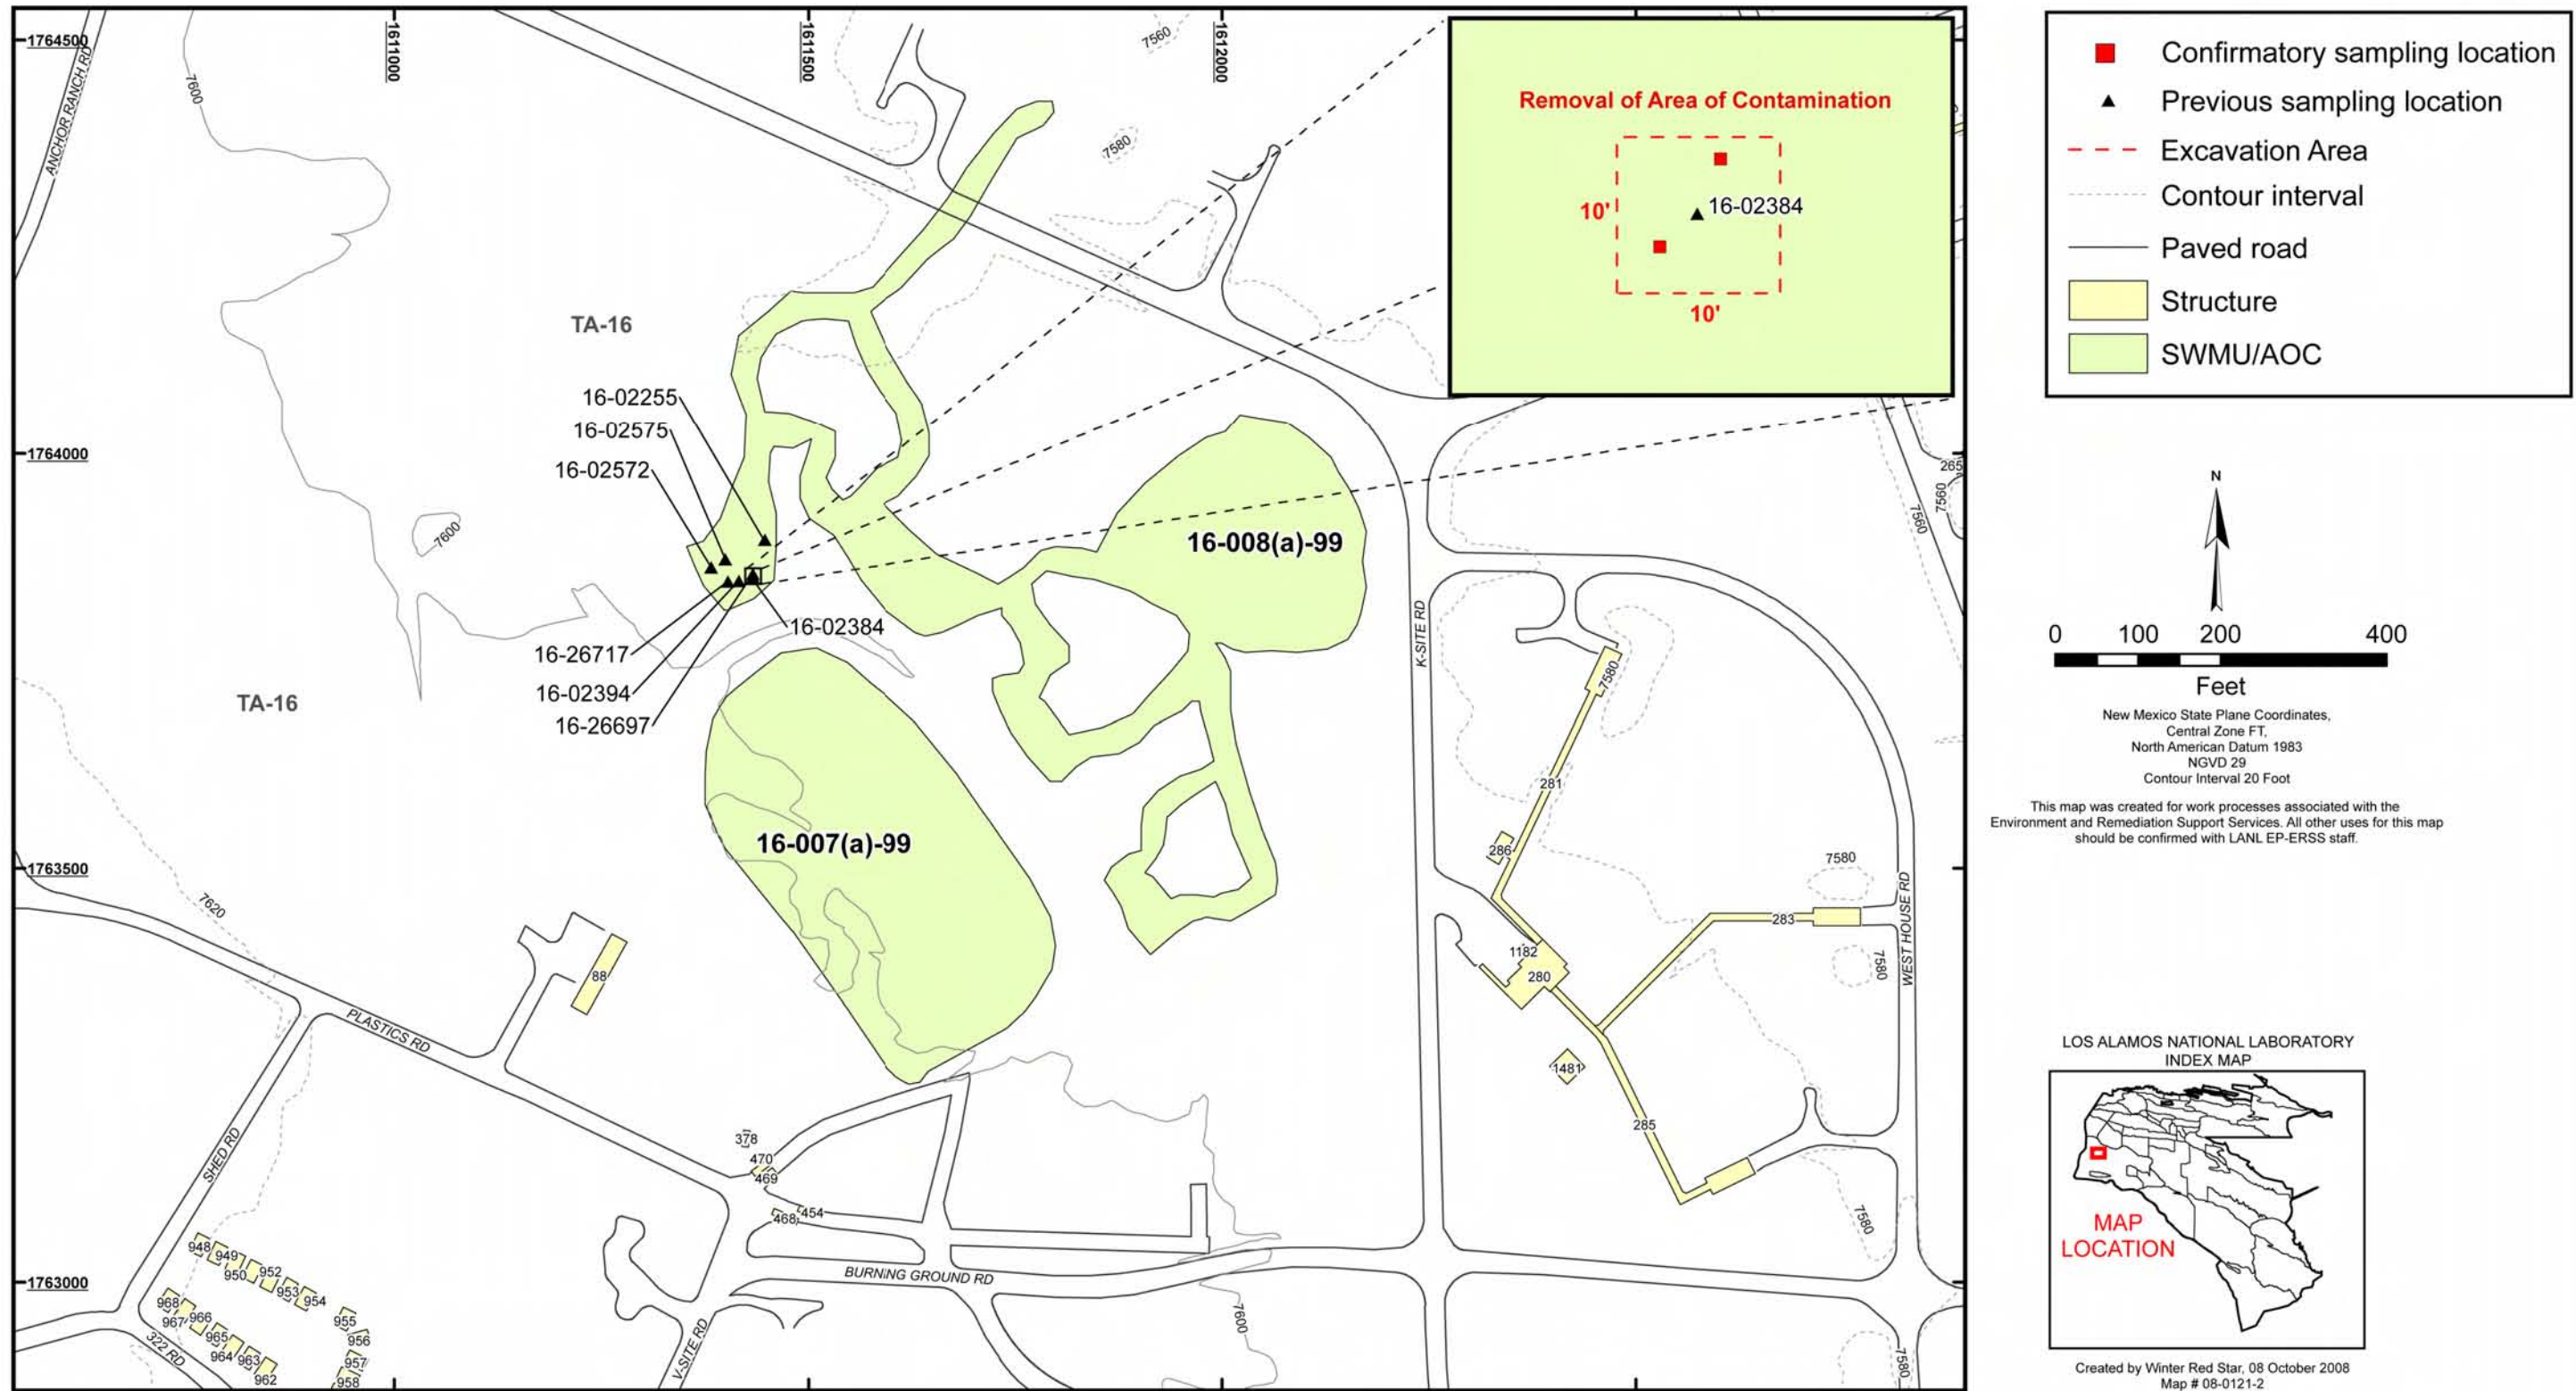 1764500
1611000
1611500
1612000
ANCHOR RANCH RD
7600
7560
7580
Removal of Area of Contamination
10'
16-02384
10'
TA-16
16-02255
16-02575
16-02572
1764000
265
7560
7560
7600
16-008(a)-99
K-SITE RD
16-02384
16-26717
16-02394
16-26697
TA-16
7580
281
16-007(a)-99
286
7580
1763500
7620
WEST HOUSE RD
283
88
1182
280
7580
PLASTICS RD
1481
285
378
470
469
SHED RD
468
454
7580
948
949
950
952
953
954
BURNING GROUND RD
1763000
968
967
966
965
964
963
962
955
956
957
958
322 RD
V-SITE RD
7600
7580
Confirmatory sampling location
Previous sampling location
Excavation Area
Contour interval
Paved road
Structure
SWMU/AOC
N
0 100 200 400
Feet
New Mexico State Plane Coordinates,
Central Zone FT,
North American Datum 1983
NGVD 29
Contour Interval 20 Foot
This map was created for work processes associated with the
Environment and Remediation Support Services. All other uses for this map
should be confirmed with LANL EP-ERSS staff.
LOS ALAMOS NATIONAL LABORATORY
INDEX MAP
MAP
LOCATION
Created by Winter Red Star, 08 October 2008
Map # 08-0121-2